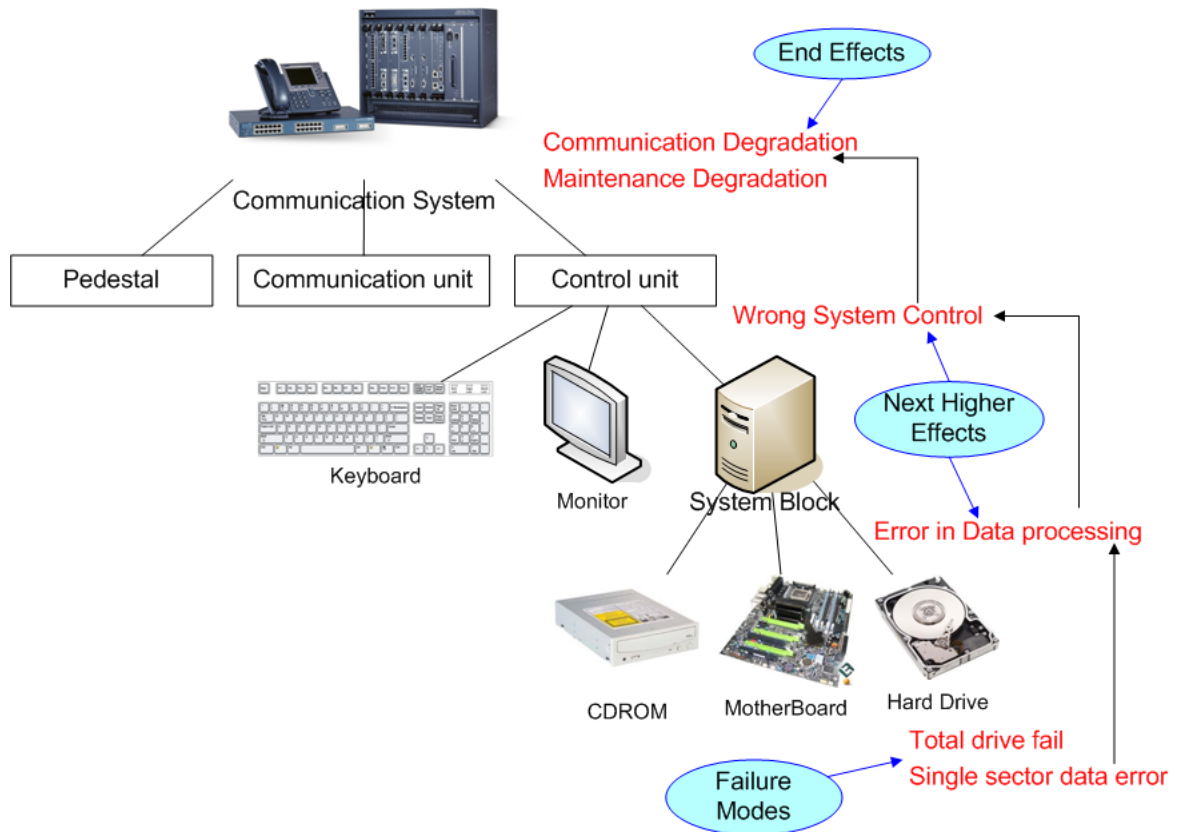 End Effects
Communication Degradation
Maintenance Degradation
Communication System
Pedestal
Communication unit
Control unit
Wrong System Control
Next Higher
Effects
Keyboard
Monitor
System Block
Error in Data processing
CDROM
MotherBoard
Hard Drive
Total drive fail
Single sector data error
Failure
Modes